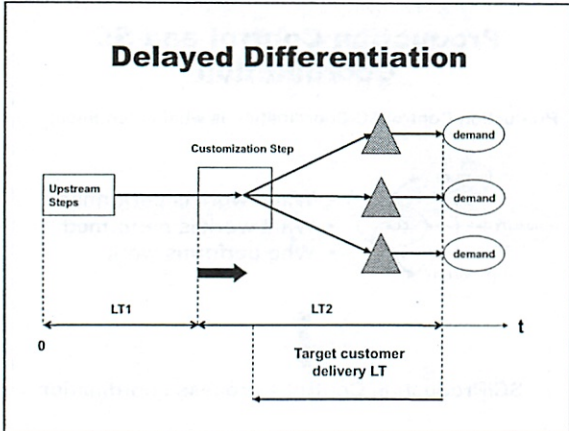 Delayed Differentiation
Customization Step
demand
Upstream
Steps
demand
demand
LT1
LT2
t
0
Target customer
delivery LT